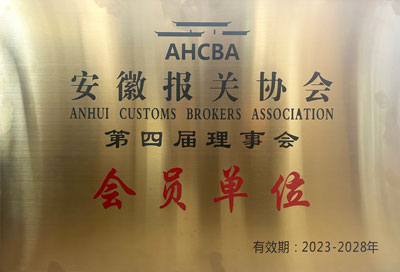 AHCBA
安徽报关协会
ANHUI CUSTOMS BROKERS ASSOCIATION
第四届理事会
会员单位
有效期：2023-2028年